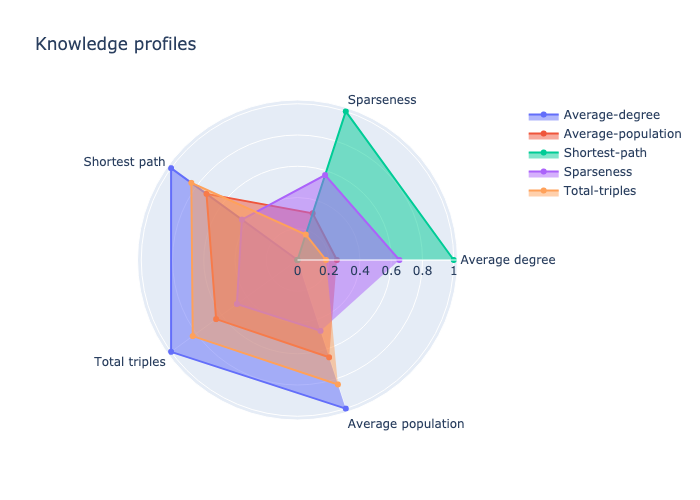 Knowledge profiles
Sparseness
Shortest path
Average degree
0 0.2 0.4 0.6 0.8 1
Total triples
Average population
Average-degree
Average-population
Shortest-path
Sparseness
Total-triples